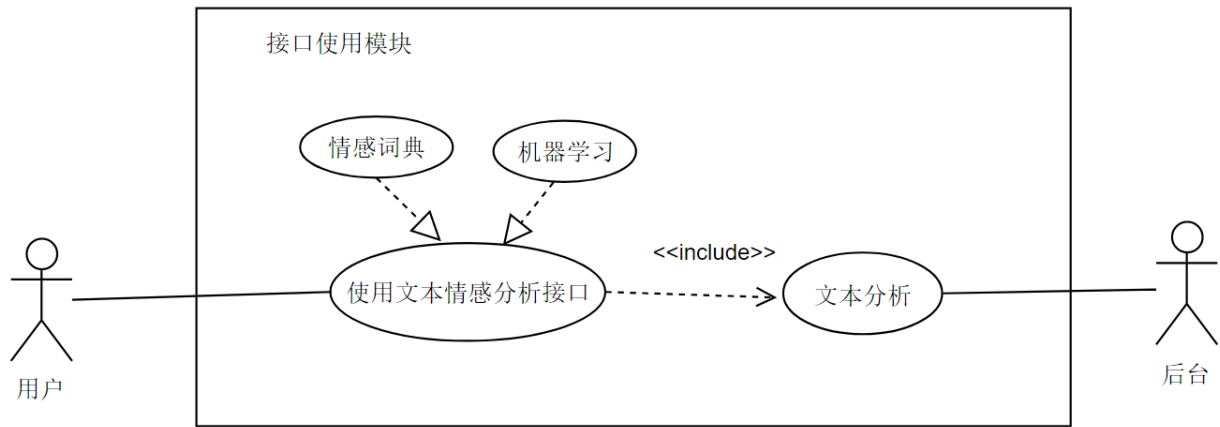 接口使用模块
情感词典
机器学习
<<include>>
使用文本情感分析接口
文本分析
用户
后台